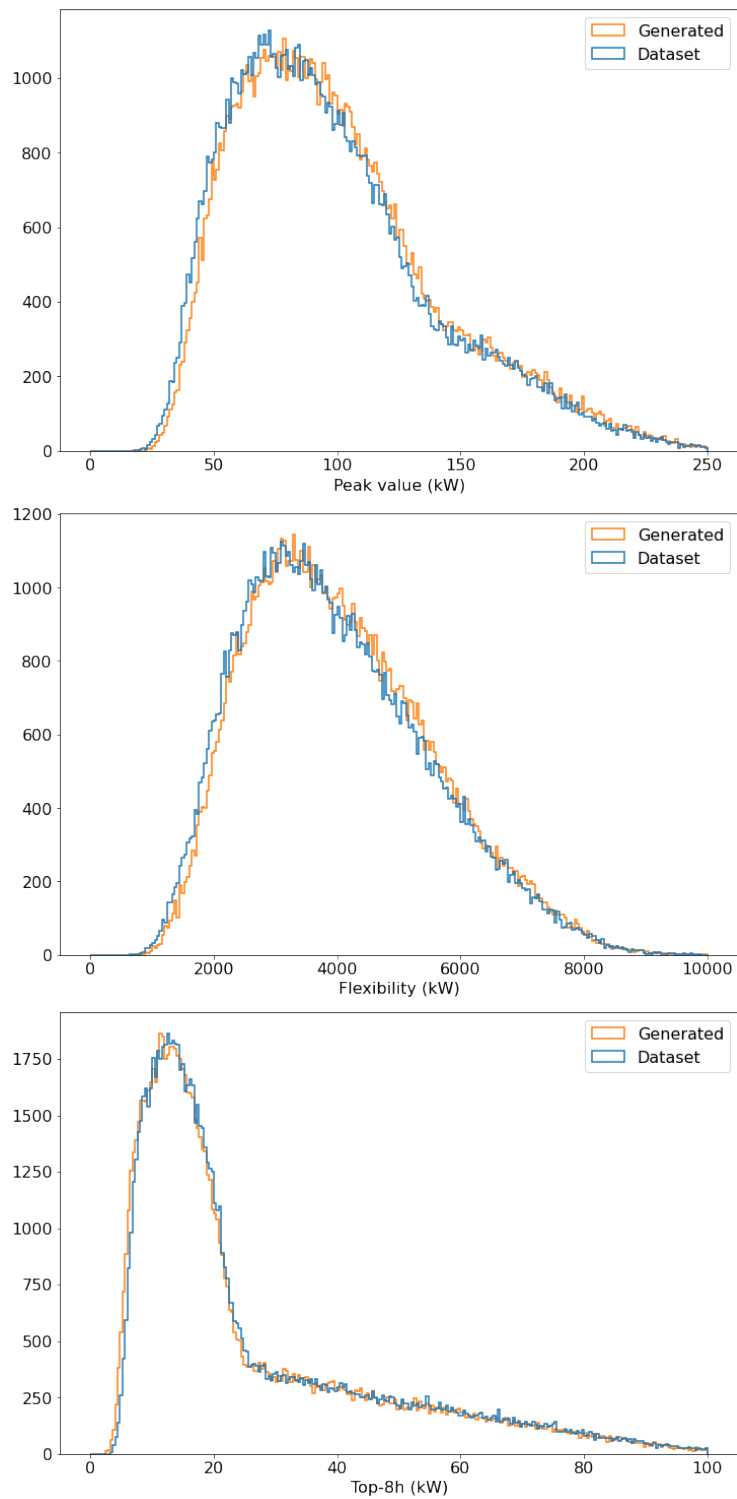 Generated
Dataset
1000
800
600
400
200
0
0 50 100 150 200 250
Peak value (kW)
1200
Generated
Dataset
1000
800
600
400
200
0
0 2000 4000 6000 8000 10000
Flexibility (kW)
Generated
Dataset
1750
1500
1250
1000
750
500
250
0
0 20 40 60 80 100
Top-8h (kW)